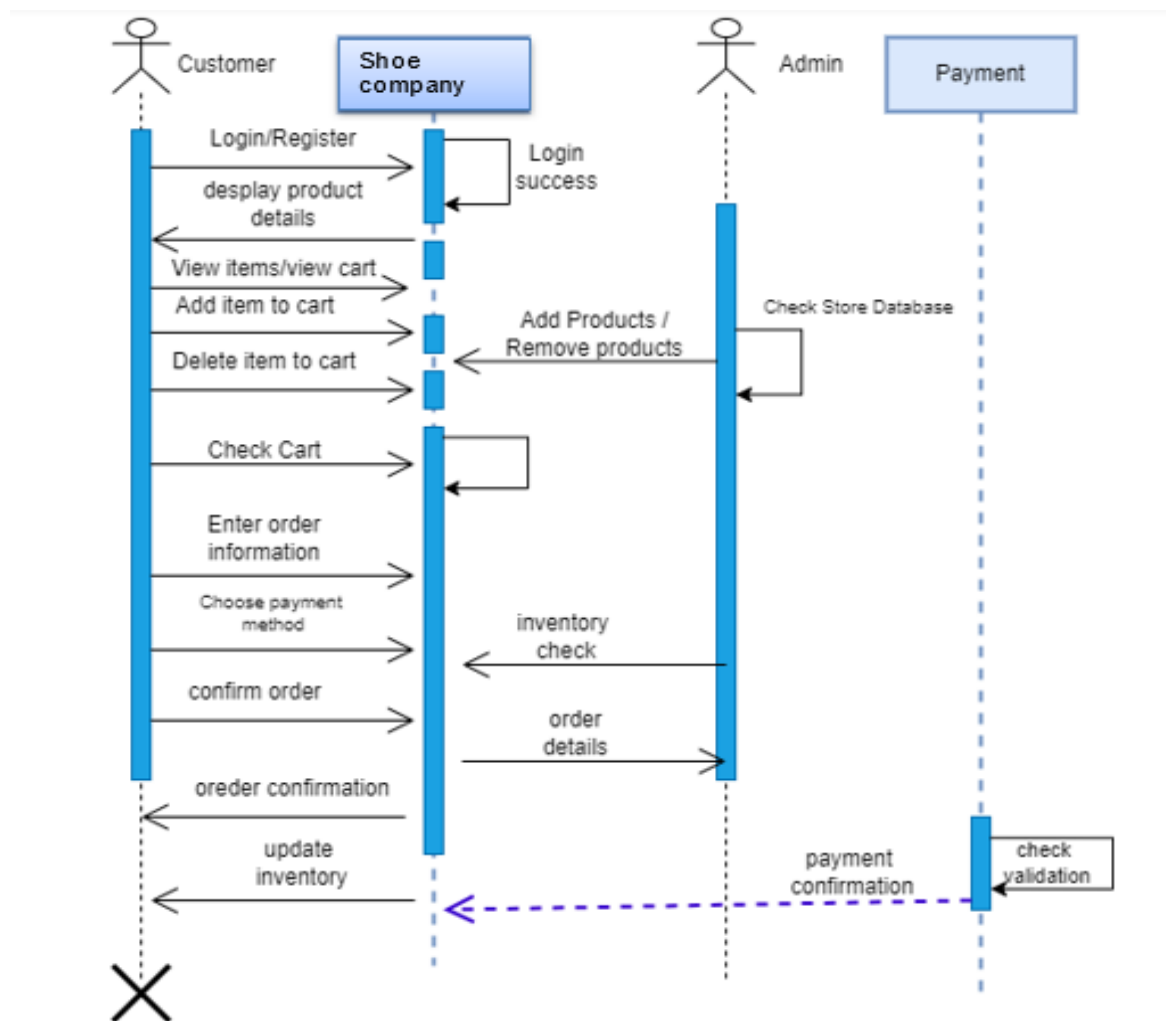 Customer
Shoe
company
Admin
Payment
Login/Register
Login
success
desplay product
details
View items/view cart
Add item to cart
Check Store Database
Add Products /
Remove products
Delete item to cart
Check Cart
Enter order
information
Choose payment
method
inventory
check
confirm order
order
details
oreder confirmation
update
inventory
payment
confirmation
check
validation